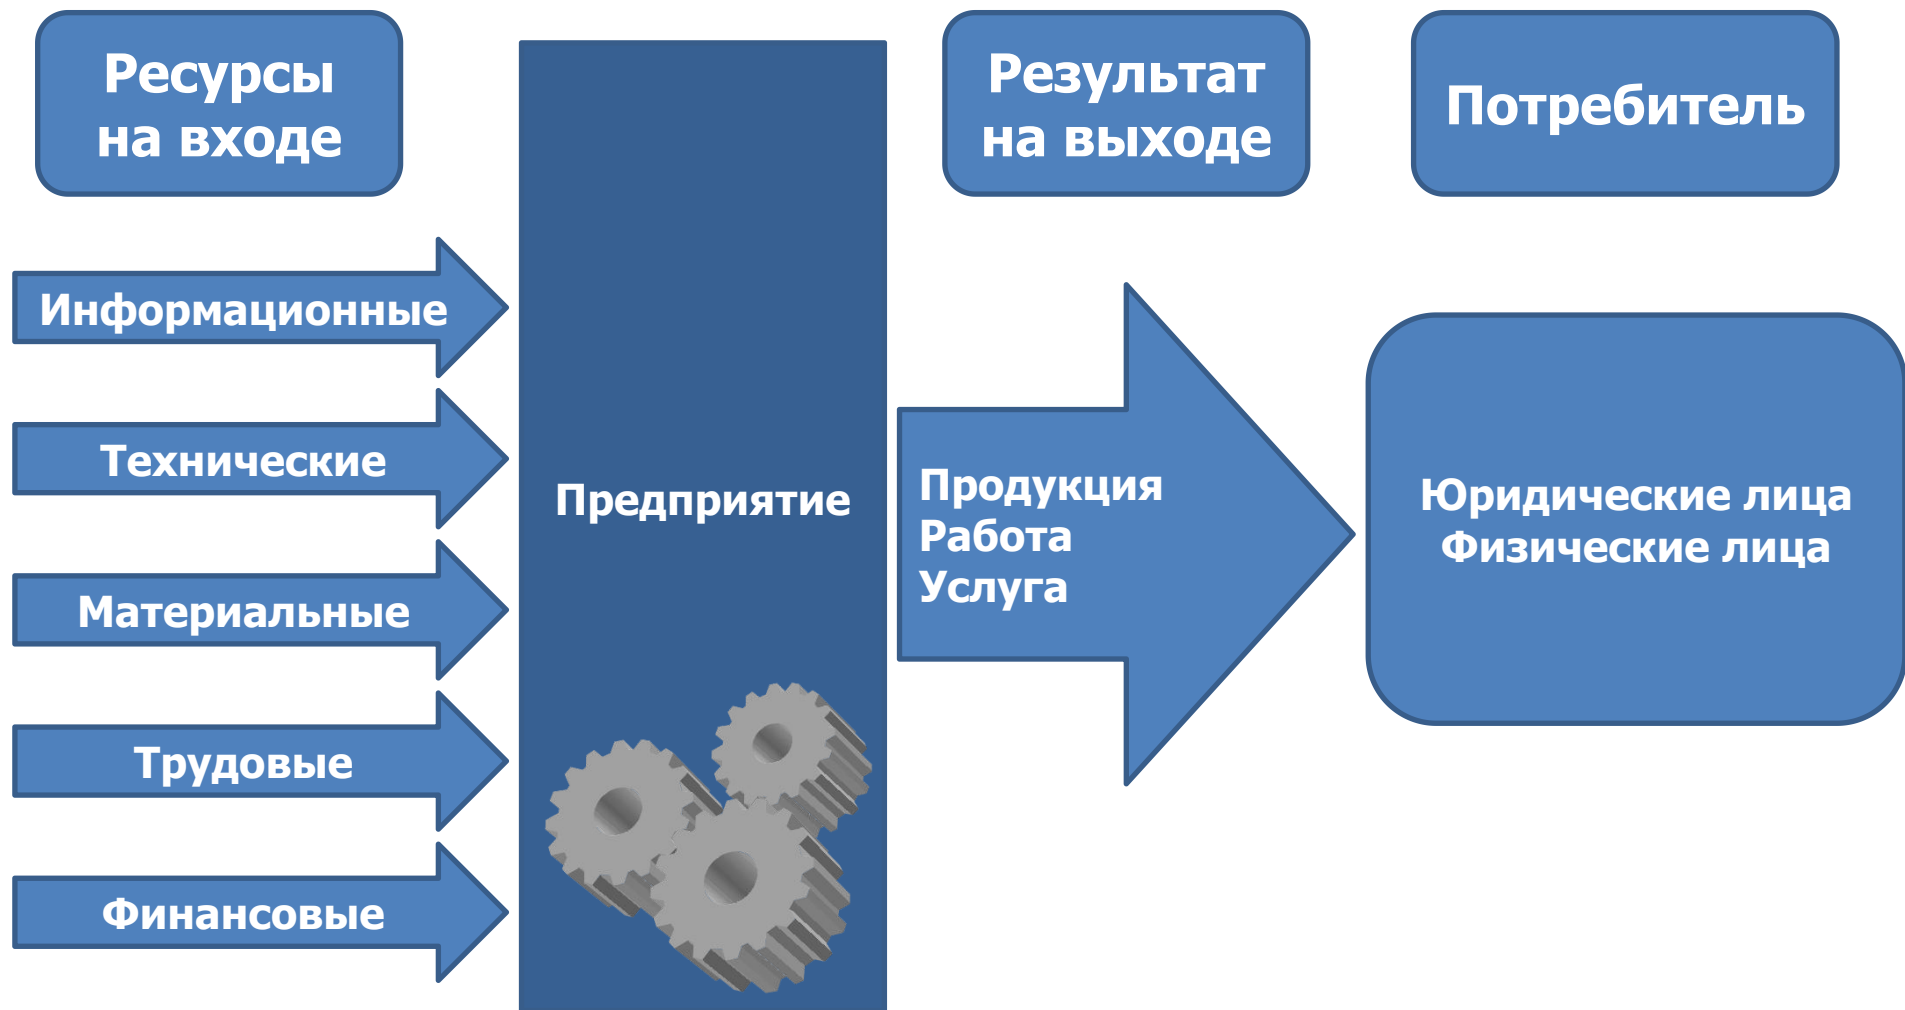 Ресурсы
на входе
Информационные
Технические
Материальные
Трудовые
Финансовые
Предприятие
Результат
на выходе
Продукция
Работа
Услуга
Потребитель
Юридические лица
Физические лица